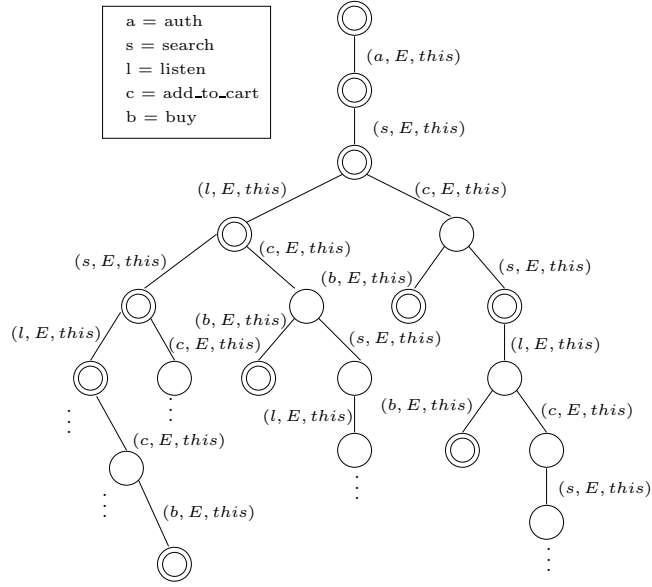 a = auth
s = search
l = listen
c = add_to_cart
b = buy
(a, E, this)
(s, E, this)
(l, E, this)
(c, E, this)
(s, E, this)
(c, E, this)
(b, E, this)
(s, E, this)
(l, E, this)
(c, E, this)
(b, E, this)
(s, E, this)
(l, E, this)
(l, E, this)
(b, E, this)
(c, E, this)
(c, E, this)
(s, E, this)
(b, E, this)